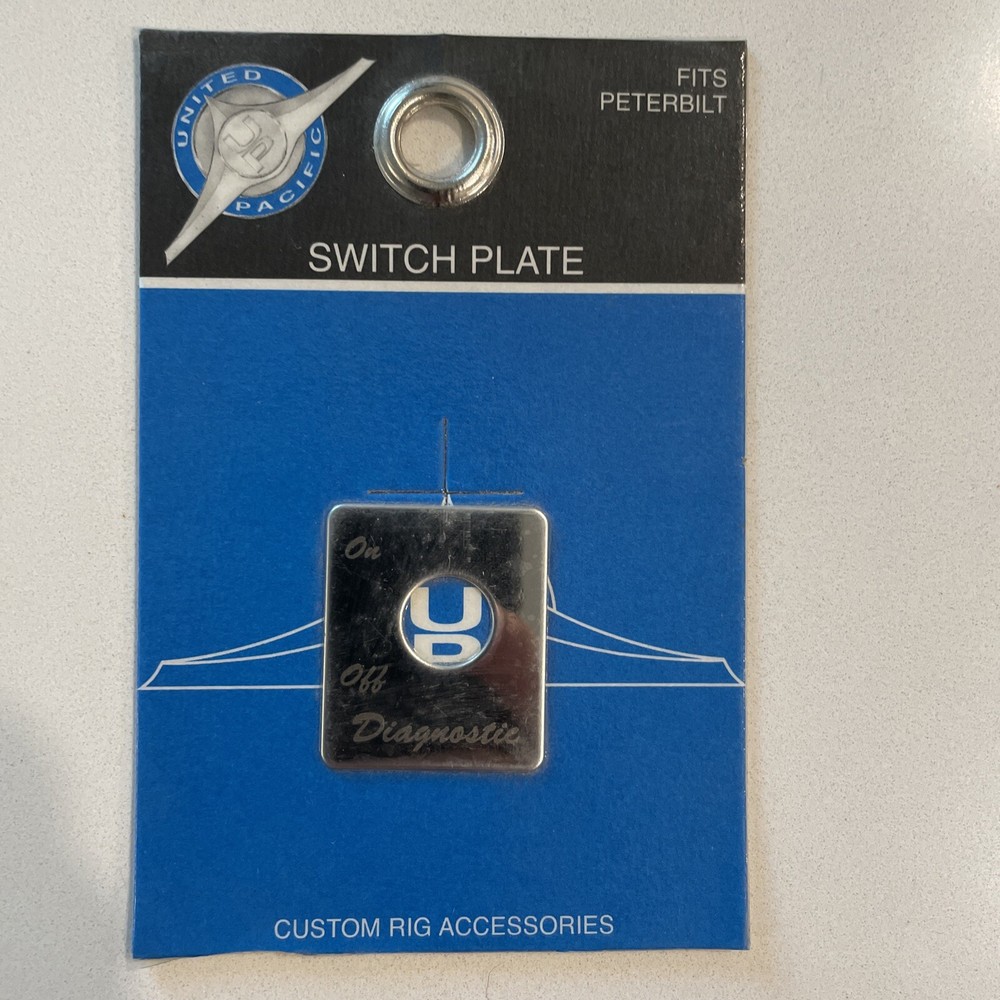 UNITED
UP
PACIFIC
FITS
PETERBILT
SWITCH PLATE
On
UP
Off
Diagnostic
CUSTOM RIG ACCESSORIES